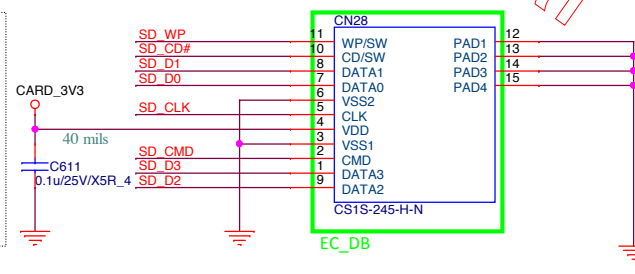 CN28
SD_WP 11 WP/SW PAD1 12
SD_CD# 10 CD/SW PAD2 13
SD_D1 8 DATA1 PAD3 14
SD_D0 7 DATA0 PAD4 15
6 VSS2
SD_CLK 5 CLK
CARD_3V3
4 VDD
40 mils
3 VSS1
SD_CMD 2 CMD
SD_D3 1 DATA3
SD_D2 9 DATA2
C611
0.1u/25V/X5R_4
CS1S-245-H-N
EC_DB